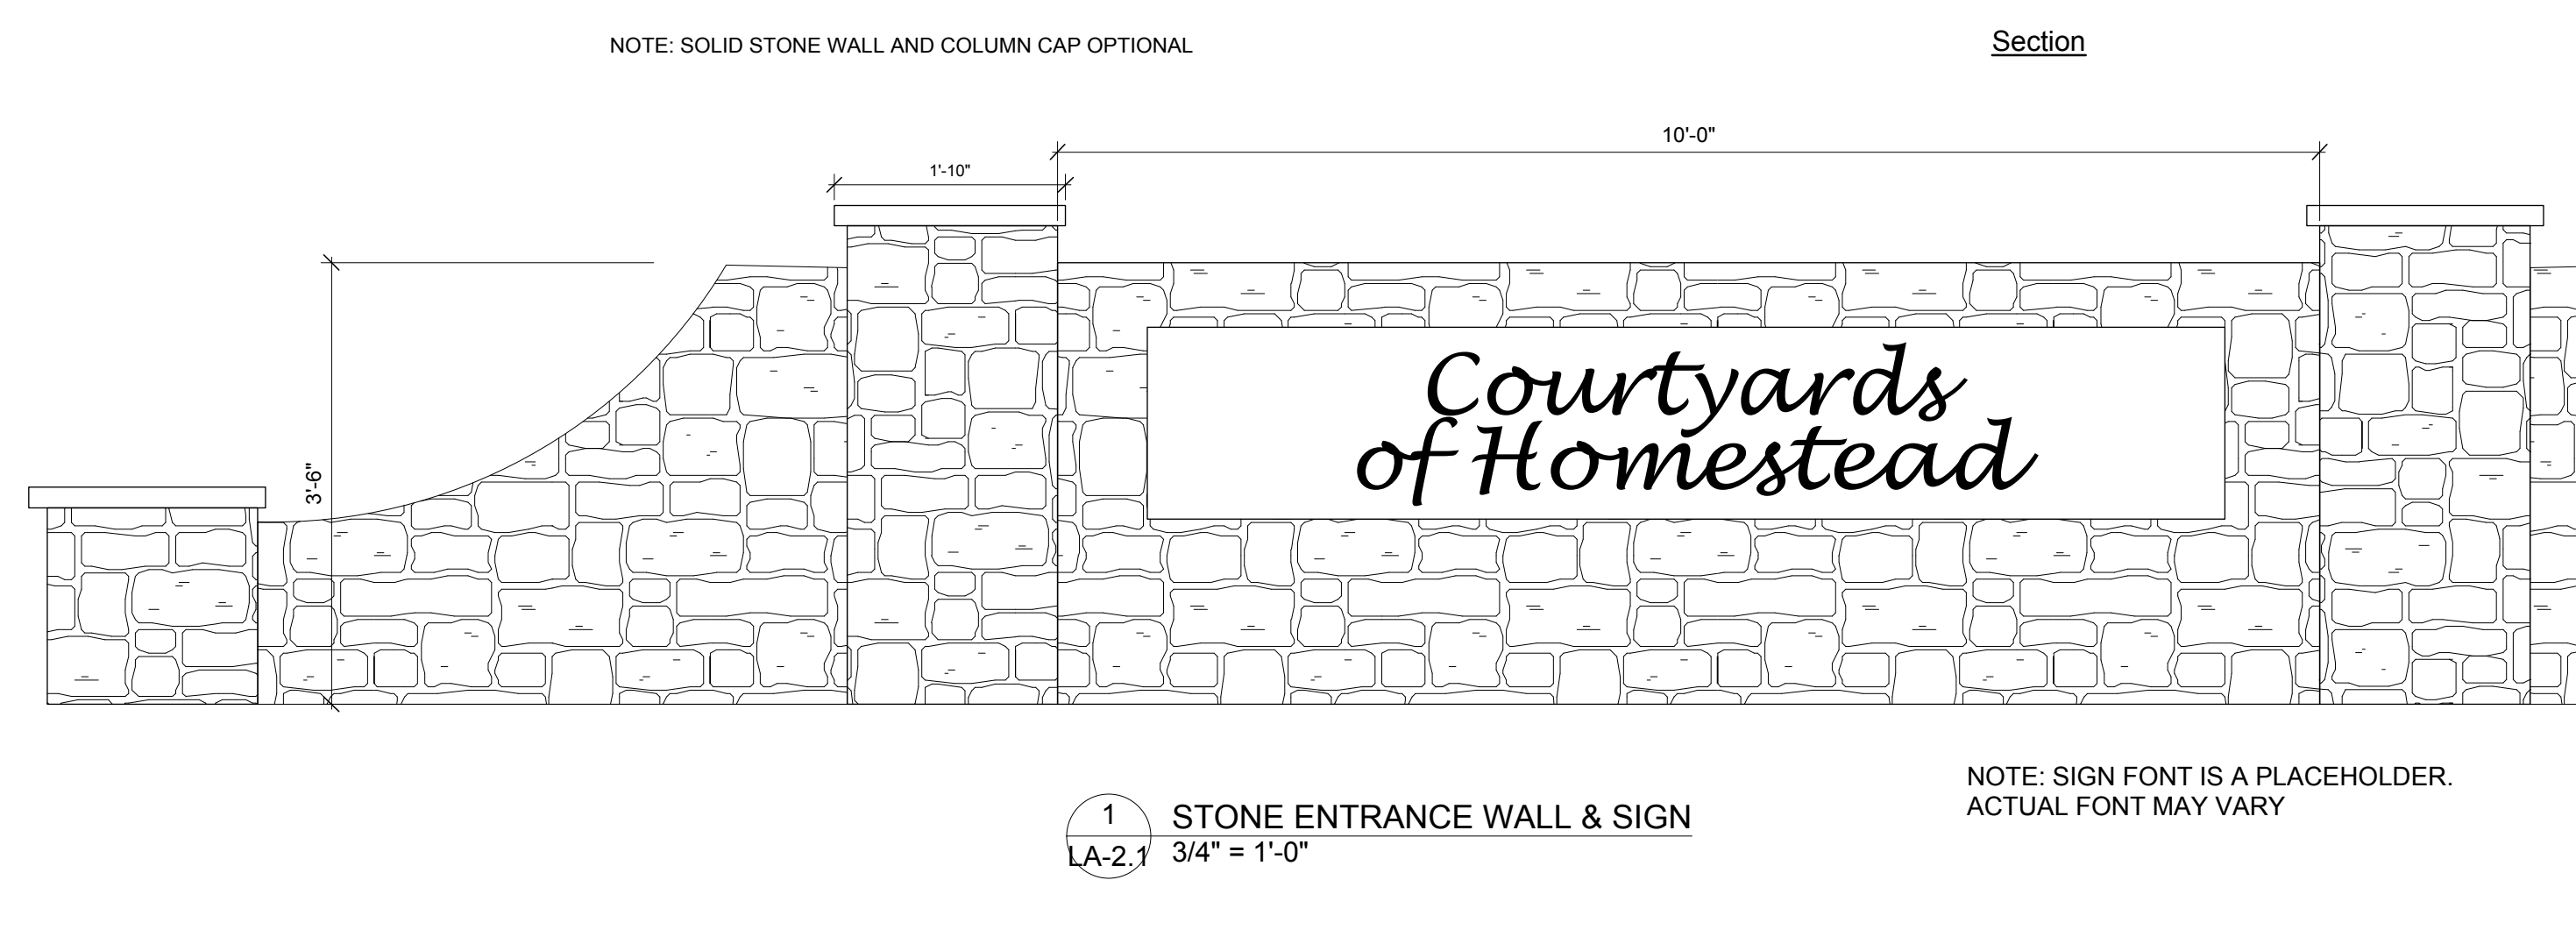 NOTE: SOLID STONE WALL AND COLUMN CAP OPTIONAL
Section
10'-0"
1'-10"
3'-6"
Courtyards
of Homestead
1
LA-2.1
STONE ENTRANCE WALL & SIGN
3/4" = 1'-0"
NOTE: SIGN FONT IS A PLACEHOLDER.
ACTUAL FONT MAY VARY